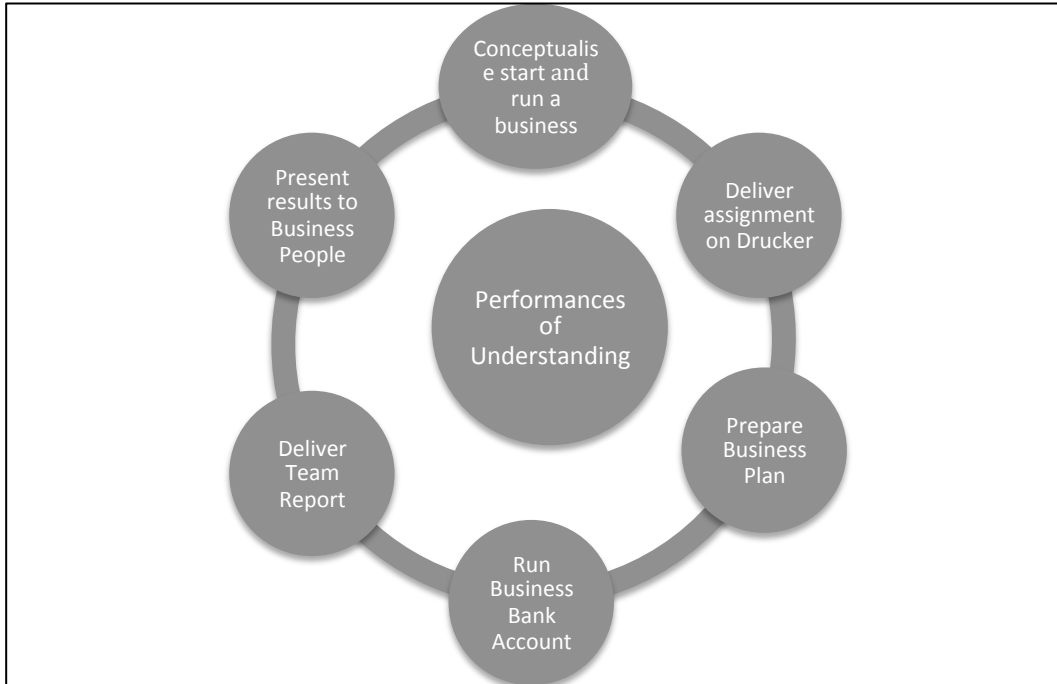 Conceptualis
e start and
run a
business
Deliver
assignment
on Drucker
Prepare
Business
Plan
Run
Business
Bank
Account
Deliver
Team
Report
Present
results to
Business
People
Performances
of
Understanding